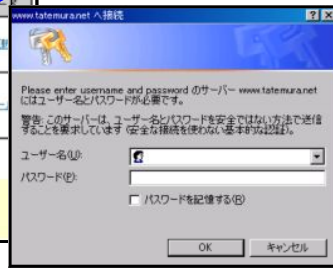 www.tatemura.net へ接続
Please enter username and password のサーバー www.tatemura.net
にはユーザー名とパスワードが必要です。
警告: このサーバーは、ユーザー名とパスワードを安全ではない方法で送信
することを要求しています (安全な接続を使わない基本的な認証)。
ユーザー名(U):
パスワード(P):
パスワードを記憶する(R)
OK キャンセル